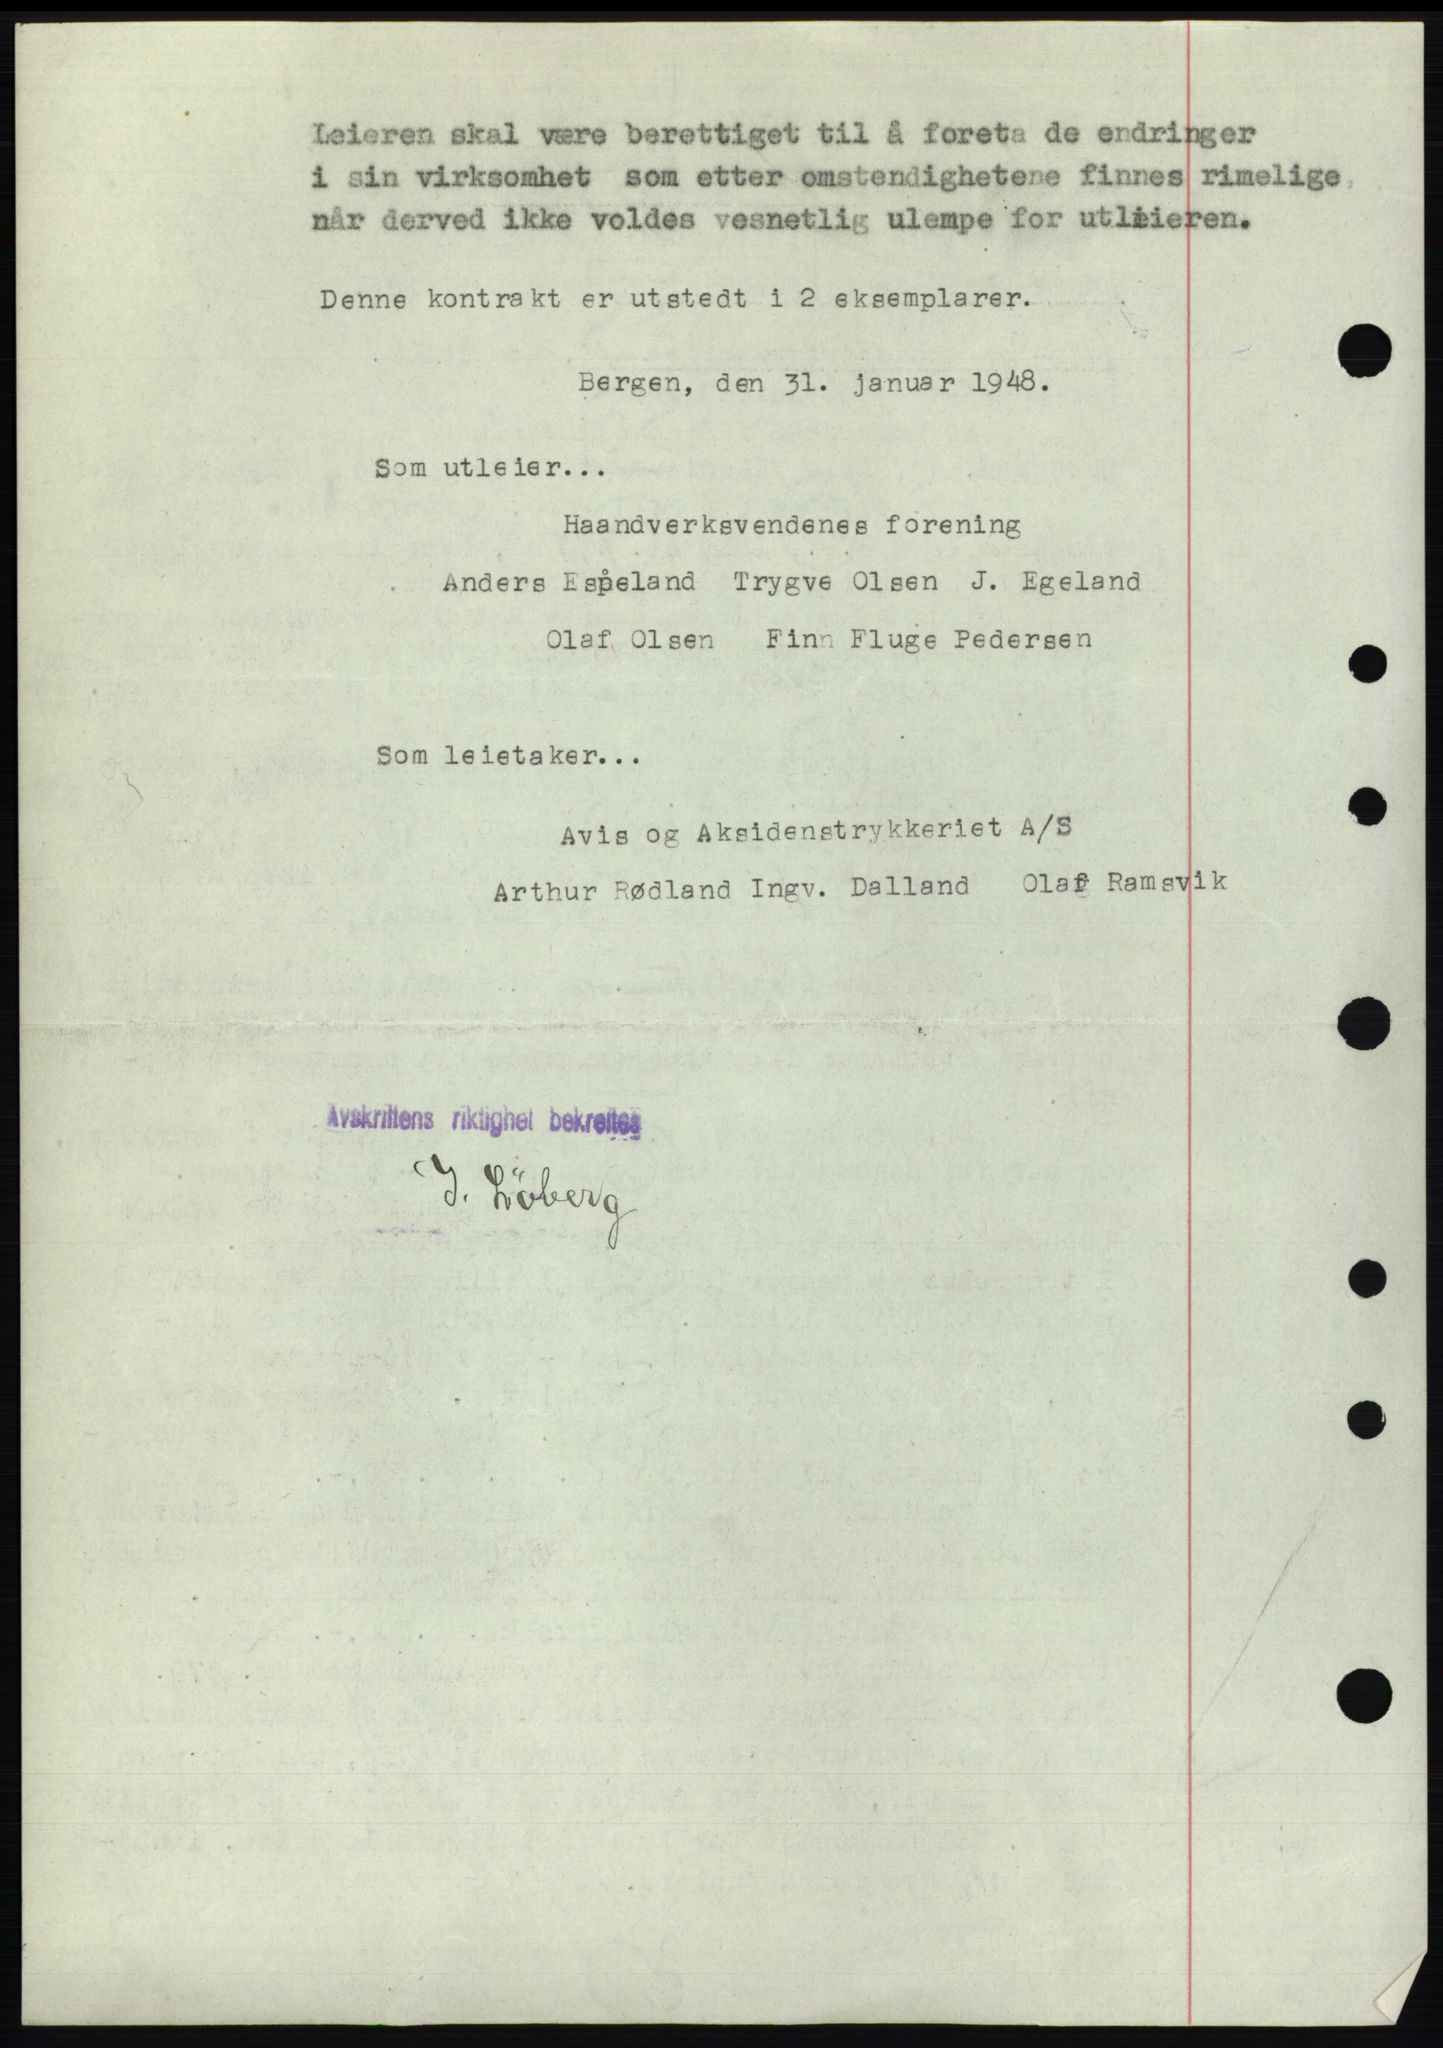 Leieren skal være berettiget til å foreta de endringer
i sin virksomhet som etter omstendighetene finnes rimelige,
når derved ikke voldes vesnetlig ulempe for utleieren.
Denne kontrakt er utstedt i 2 eksemplarer.
Bergen, den 31. januar 1948.
Som utleier...
Haandverksvendenes forening
Anders Espeland Trygve Olsen J. Egeland
Olaf Olsen Finn Fluge Pedersen
Som leietaker...
Avis og Aksidenstrykkeriet A/S
Arthur Rødland Ingv. Dalland Olaf Ramsvik
Avskriftens riktighet bekreftes
J. Löberg